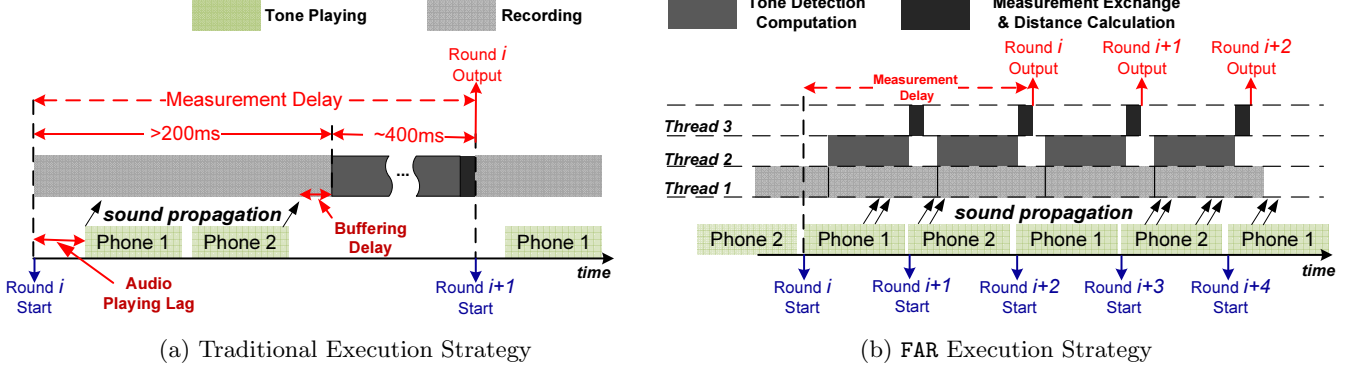 Tone Playing
Recording
Round i
Output
Measurement Delay
>200ms
~400ms
...
sound propagation
Buffering
Delay
Phone 1
Phone 2
Phone 1
time
Audio
Playing Lag
Round i
Start
Round i+1
Start
(a) Traditional Execution Strategy
Tone Detection
Computation
Measurement Exchange
& Distance Calculation
Round i
Output
Round i+1
Output
Round i+2
Output
Measurement
Delay
Thread 3
Thread 2
Thread 1
sound propagation
Phone 2
Phone 1
Phone 2
Phone 1
Phone 2
Phone 1
time
Round i
Start
Round i+1
Start
Round i+2
Start
Round i+3
Start
Round i+4
Start
(b) FAR Execution Strategy